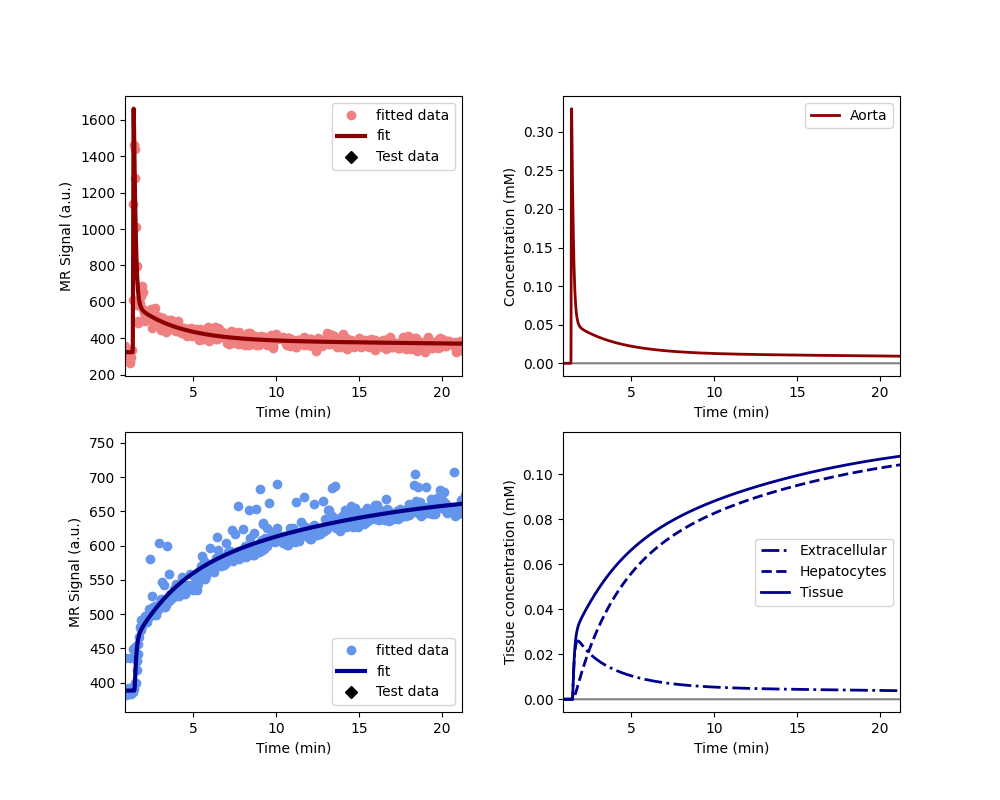 MR Signal (a.u.)
1600
1400
1200
1000
800
600
400
200
fitted data
fit
Test data
5
10
15
20
Time (min)
Concentration (mM)
0.30
0.25
0.20
0.15
0.10
0.05
0.00
Aorta
5
10
15
20
Time (min)
MR Signal (a.u.)
750
700
650
600
550
500
450
400
fitted data
fit
Test data
5
10
15
20
Time (min)
Tissue concentration (mM)
0.10
0.08
0.06
0.04
0.02
0.00
Extracellular
Hepatocytes
Tissue
5
10
15
20
Time (min)